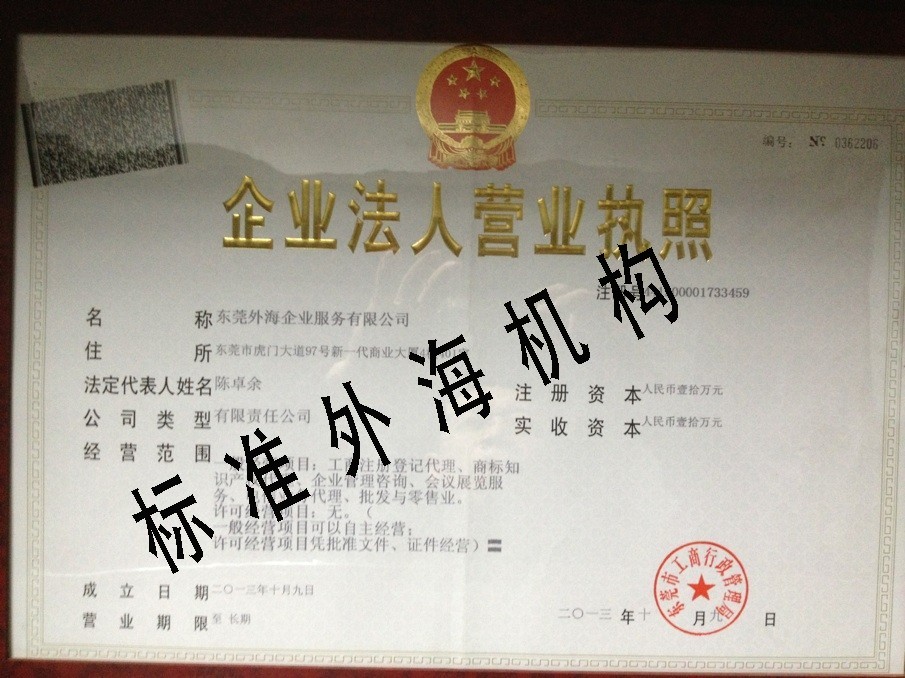 编号: № 0362206
企业法人营业执照
注册号 00001733459
名 称 东莞外海企业服务有限公司
住 所 东莞市虎门大道97号新一代商业大厦
法定代表人姓名 陈卓余
注册资本 人民币壹拾万元
公司类型 有限责任公司
实收资本 人民币壹拾万元
经营范围
一般 项目：工商注册登记代理、商标知
识产 、企业管理咨询、会议展览服
务、 代理、批发与零售业。
许可经 项目：无。（
一般经营项目可以自主经营；
许可经营项目凭批准文件、证件经营）
标准外海机构
成立日期 二〇一三年十月九日
营业期限 至 长期
东莞市工商行政管理局
二〇一三 年 十 月 九 日